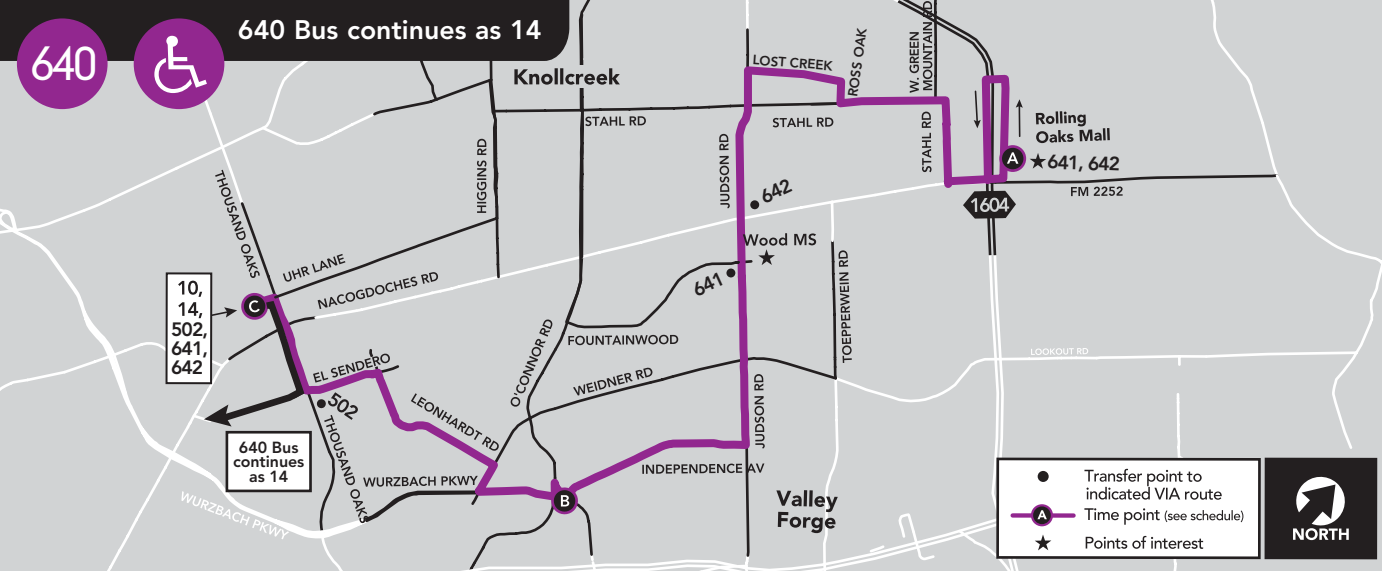 640 Bus continues as 14
640
Knollcreek
LOST CREEK
ROSS OAK
W. GREEN
MOUNTAIN RD
STAHL RD
STAHL RD
STAHL RD
Rolling
Oaks Mall
A
641, 642
FM 2252
1604
HIGGINS RD
JUDSON RD
642
THOUSAND OAKS
UHR LANE
NACOGDOCHES RD
Wood MS
641
TOEPPERWEIN RD
10,
14,
502,
641,
642
C
FOUNTAINWOOD
O'CONNOR RD
WEIDNER RD
LOOKOUT RD
EL SENDERO
502
LEONHARDT RD
JUDSON RD
THOUSAND OAKS
640 Bus
continues
as 14
WURZBACH PKWY
INDEPENDENCE AV
B
WURZBACH PKWY
Valley
Forge
Transfer point to
indicated VIA route
A
Time point (see schedule)
Points of interest
NORTH